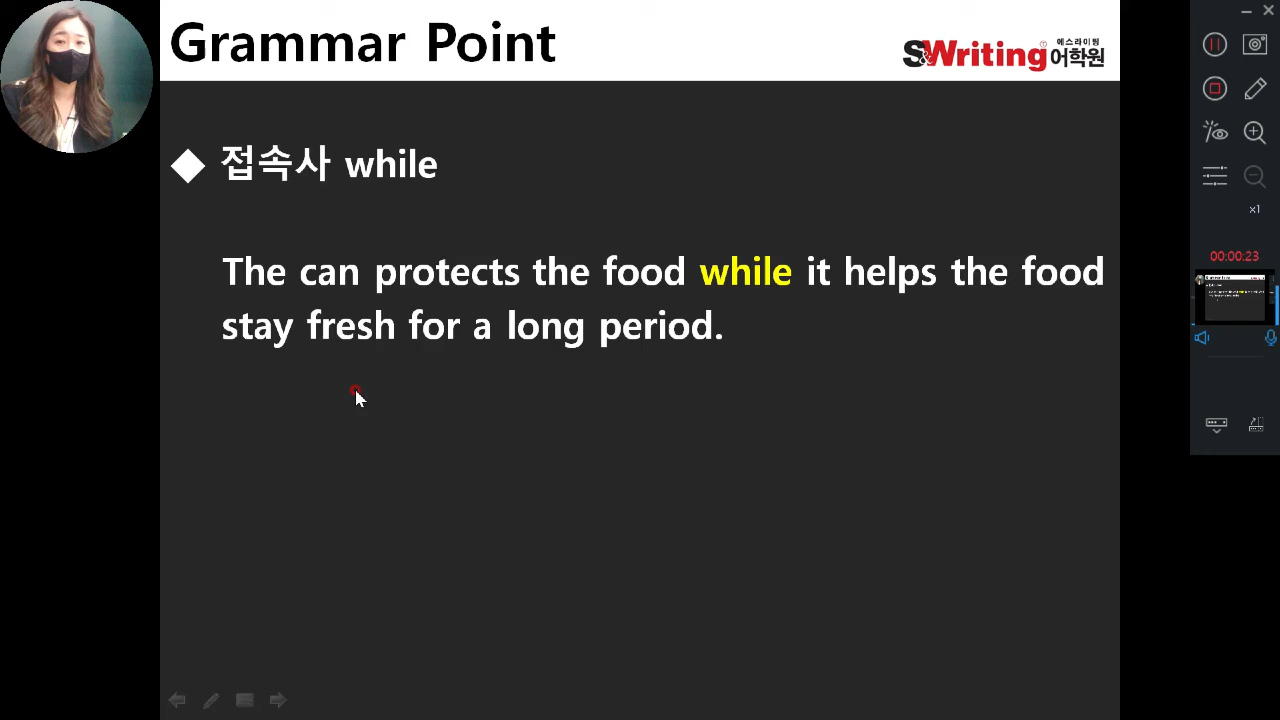 Grammar Point
S&Writing 에스라이팅 어학원
접속사 while
The can protects the food while it helps the food
stay fresh for a long period.
x1
00:00:23